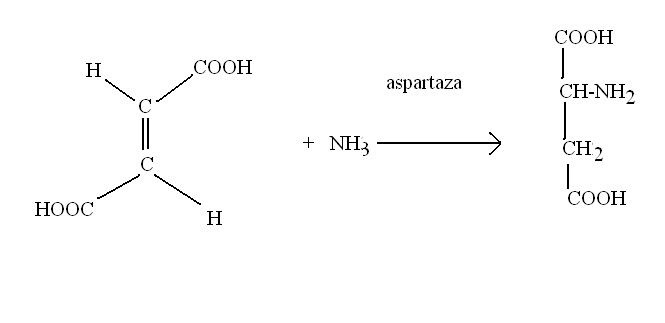 H COOH
C
C
HOOC H
+ NH3
aspartaza
COOH
CH-NH2
CH2
COOH